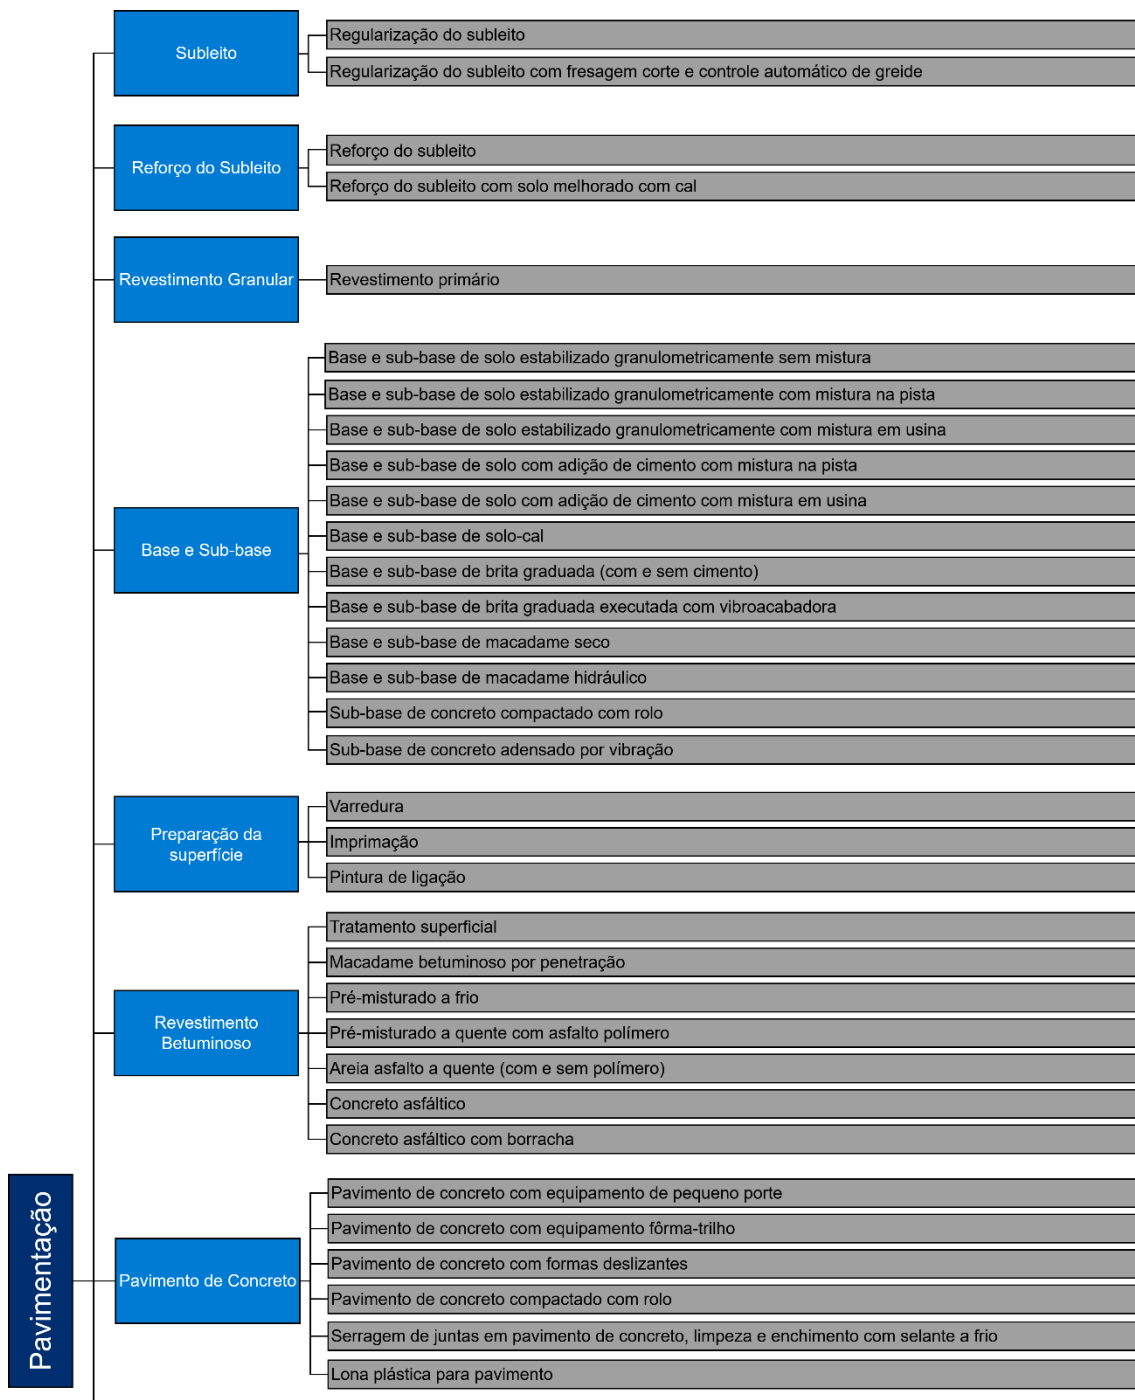 Subleito
Regularização do subleito
Regularização do subleito com fresagem corte e controle automático de greide
Reforço do Subleito
Reforço do subleito
Reforço do subleito com solo melhorado com cal
Revestimento Granular
Revestimento primário
Base e Sub-base
Base e sub-base de solo estabilizado granulometricamente sem mistura
Base e sub-base de solo estabilizado granulometricamente com mistura na pista
Base e sub-base de solo estabilizado granulometricamente com mistura em usina
Base e sub-base de solo com adição de cimento com mistura na pista
Base e sub-base de solo com adição de cimento com mistura em usina
Base e sub-base de solo-cal
Base e sub-base de brita graduada (com e sem cimento)
Base e sub-base de brita graduada executada com vibroacabadora
Base e sub-base de macadame seco
Base e sub-base de macadame hidráulico
Sub-base de concreto compactado com rolo
Sub-base de concreto adensado por vibração
Preparação da
superfície
Varredura
Imprimação
Pintura de ligação
Revestimento
Betuminoso
Tratamento superficial
Macadame betuminoso por penetração
Pré-misturado a frio
Pré-misturado a quente com asfalto polímero
Areia asfalto a quente (com e sem polímero)
Concreto asfáltico
Concreto asfáltico com borracha
Pavimentação
Pavimento de Concreto
Pavimento de concreto com equipamento de pequeno porte
Pavimento de concreto com equipamento fôrma-trilho
Pavimento de concreto com formas deslizantes
Pavimento de concreto compactado com rolo
Serragem de juntas em pavimento de concreto, limpeza e enchimento com selante a frio
Lona plástica para pavimento